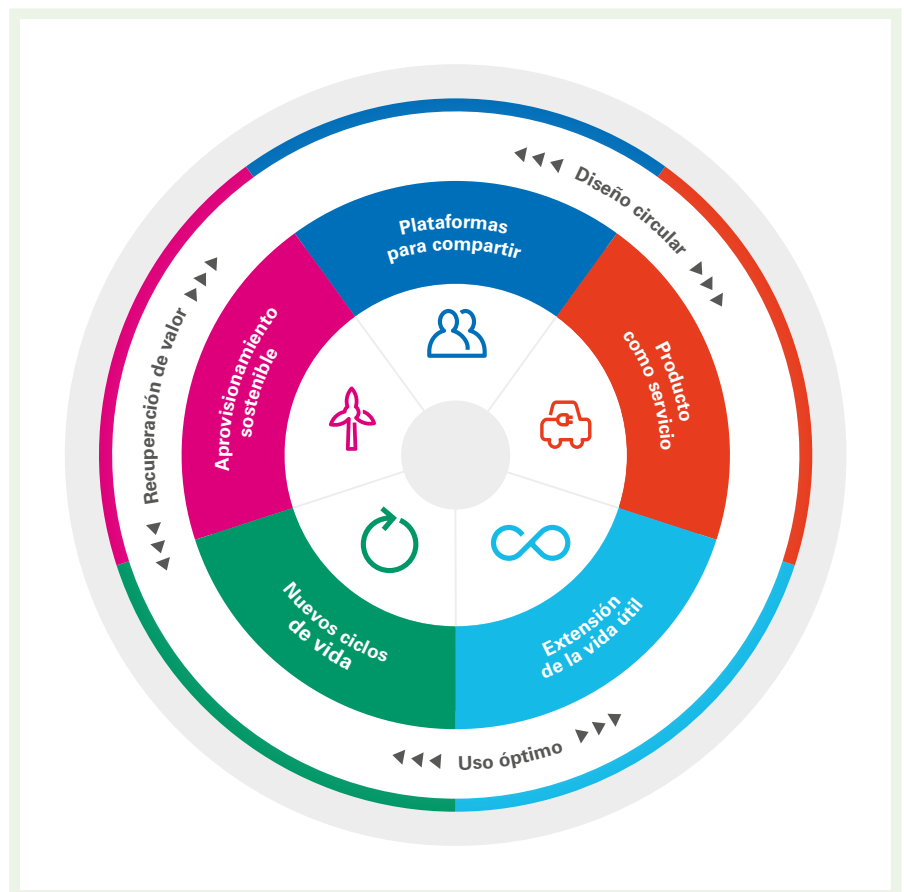 Diseño circular
Plataformas
para compartir
Producto
como servicio
Aprovisionamiento
sostenible
Recuperación de valor
Nuevos ciclos
de vida
Extensión
de la vida útil
Uso óptimo